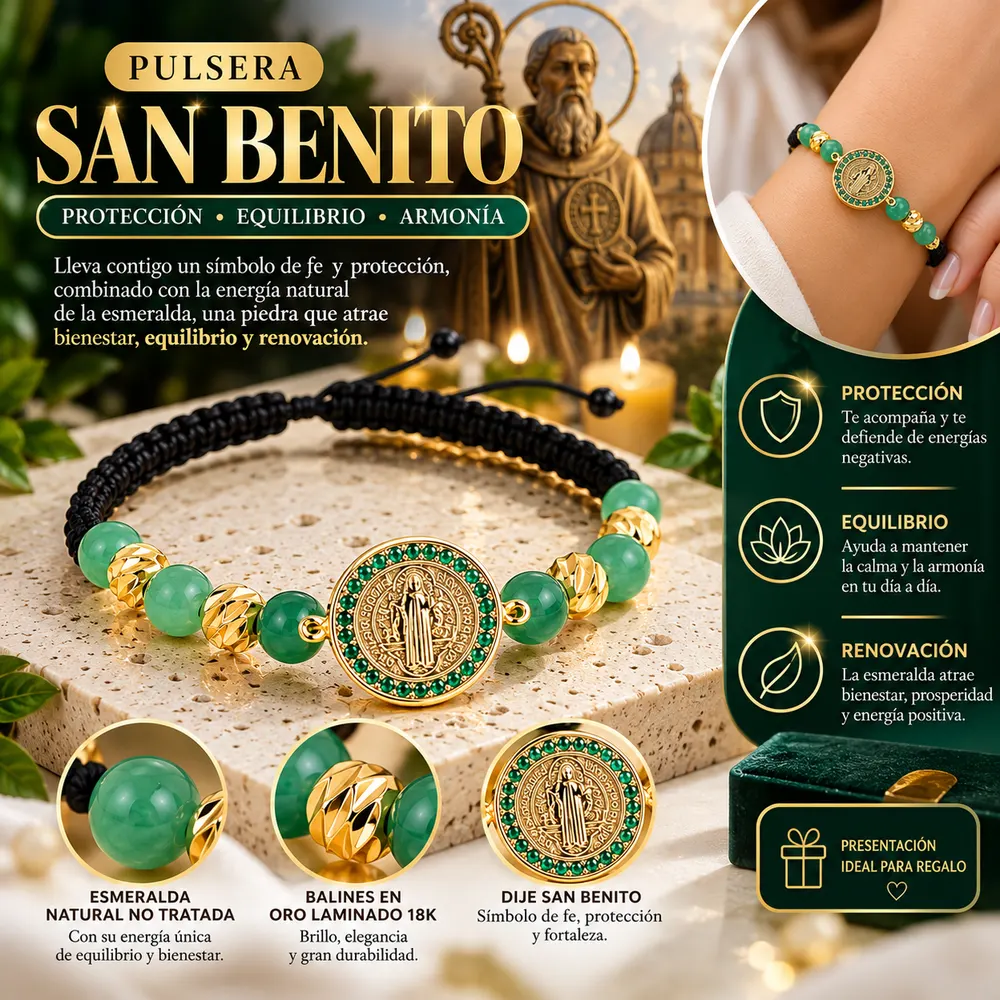 PULSERA
SAN BENITO
PROTECCIÓN • EQUILIBRIO • ARMONÍA
Lleva contigo un símbolo de fe y protección,
combinado con la energía natural
de la esmeralda, una piedra que atrae
bienestar, equilibrio y renovación.
PROTECCIÓN
Te acompaña y te
defiende de energías
negativas.
EQUILIBRIO
Ayuda a mantener
la calma y la armonía
en tu día a día.
RENOVACIÓN
La esmeralda atrae
bienestar, prosperidad
y energía positiva.
ESMERALDA
NATURAL NO TRATADA
Con su energía única
de equilibrio y bienestar.
BALINES EN
ORO LAMINADO 18K
Brillo, elegancia
y gran durabilidad.
DIJE SAN BENITO
Símbolo de fe, protección
y fortaleza.
PRESENTACIÓN
IDEAL PARA REGALO